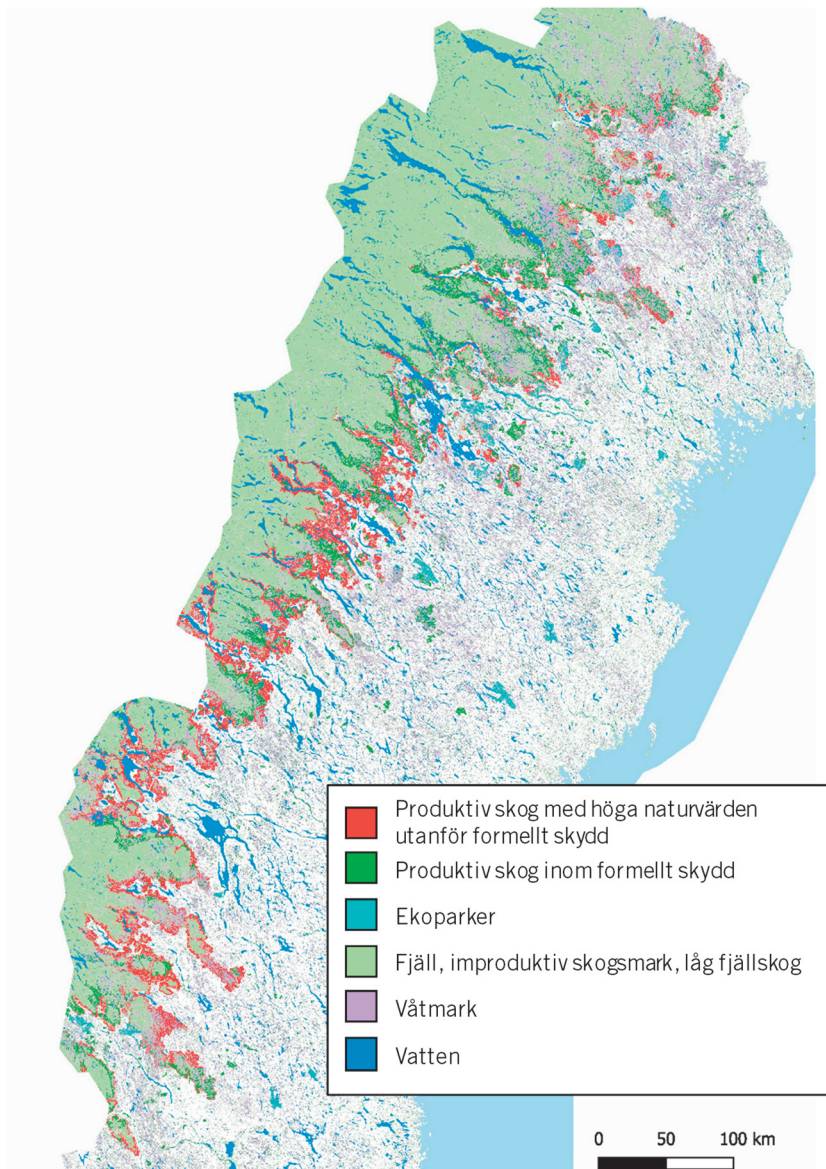 Produktiv skog med höga naturvärden
utanför formellt skydd
Produktiv skog inom formellt skydd
Ekoparker
Fjäll, improduktiv skogsmark, låg fjällskog
Våtmark
Vatten
0 50 100 km